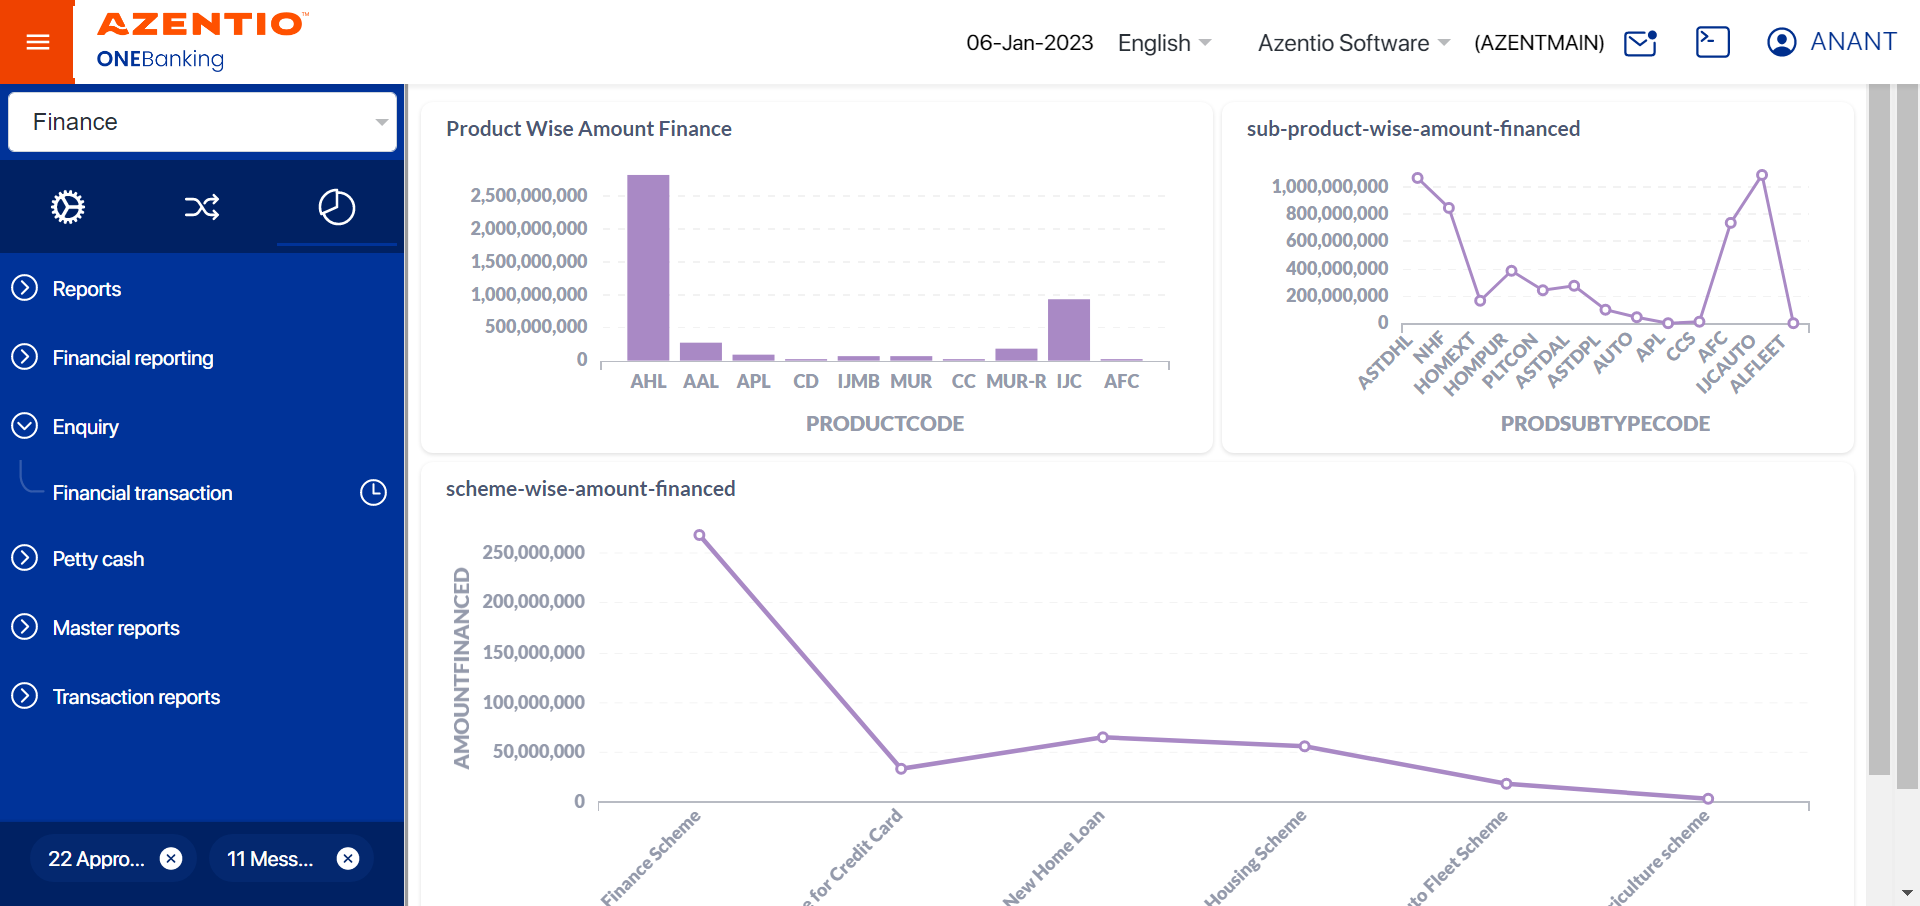 AZENTIO™
ONEBanking
06-Jan-2023
English
Azentio Software
(AZENTMAIN)
ANANT
Finance
Reports
Financial reporting
Enquiry
Financial transaction
Petty cash
Master reports
Transaction reports
22 Appro...
11 Mess...
Product Wise Amount Finance
2,500,000,000
2,000,000,000
1,500,000,000
1,000,000,000
500,000,000
0
AHL AAL APL CD IJMB MUR CC MUR-R IJC AFC
PRODUCTCODE
sub-product-wise-amount-financed
1,000,000,000
800,000,000
600,000,000
400,000,000
200,000,000
0
ASTDHL NHF HOMEXT HOMPUR PLTCON ASTDAL ASTDPL AUTO APL CCS AFC IJCAUTO ALFLEET
PRODSUBTYPECODE
scheme-wise-amount-financed
AMOUNTFINANCED
250,000,000
200,000,000
150,000,000
100,000,000
50,000,000
0
Finance Scheme
e for Credit Card
New Home Loan
Housing Scheme
to Fleet Scheme
riculture scheme